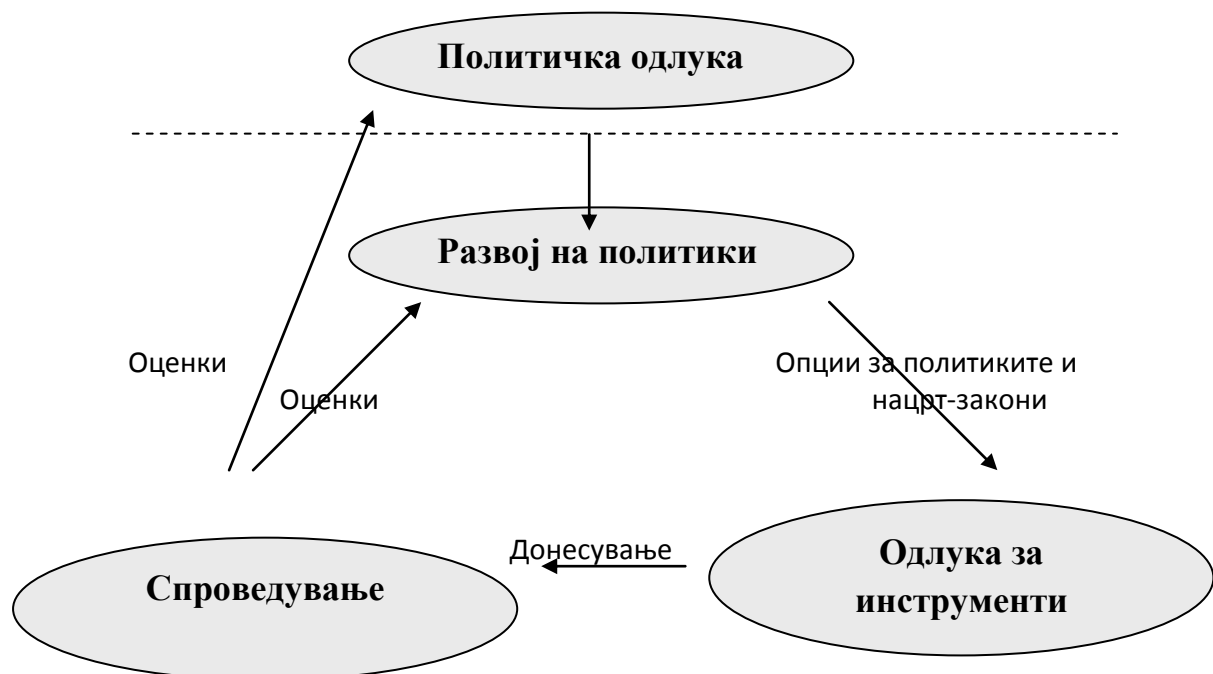 Политичка одлука
Развој на политики
Оценки
Опции за политиките и
Оценки
нацрт-закони
Донесување
Одлука за
инструменти
Спроведување